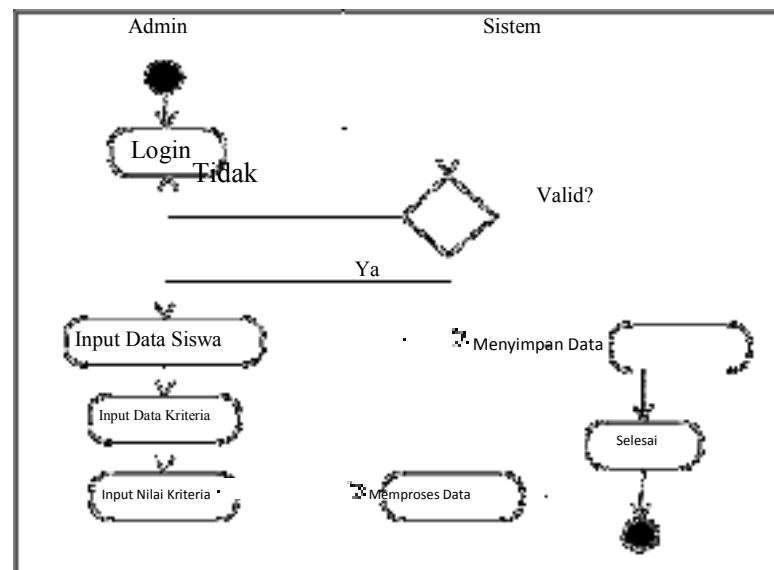 Admin
Sistem
Login
Tidak
Valid?
Ya
Input Data Siswa
Menyimpan Data
Input Data Kriteria
Selesai
Input Nilai Kriteria
Memproses Data